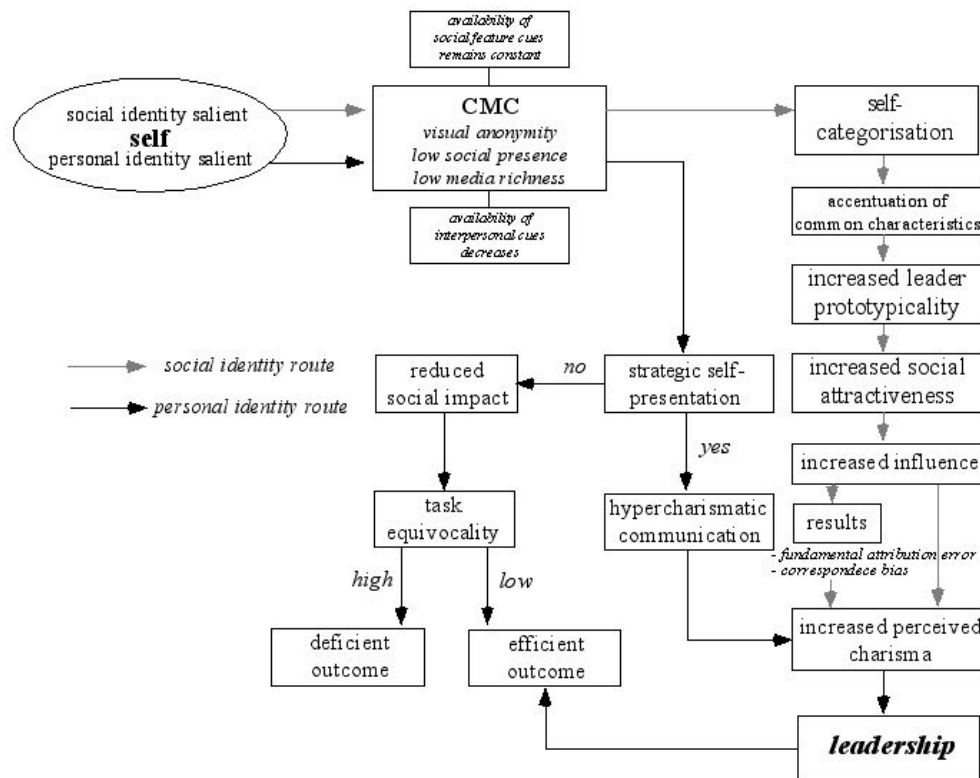 availability of
social feature cues
remains constant
social identity salient
self
personal identity salient
CMC
visual anonymity
low social presence
low media richness
self-
categorisation
availability of
interpersonal cues
decreases
accentuation of
common characteristics
increased leader
prototypicality
social identity route
personal identity route
reduced
social impact
no
strategic self-
presentation
increased social
attractiveness
yes
increased influence
task
equivocality
hypercharismatic
communication
results
- fundamental attribution error
- correspondece bias
high
low
deficient
outcome
efficient
outcome
increased perceived
charisma
leadership